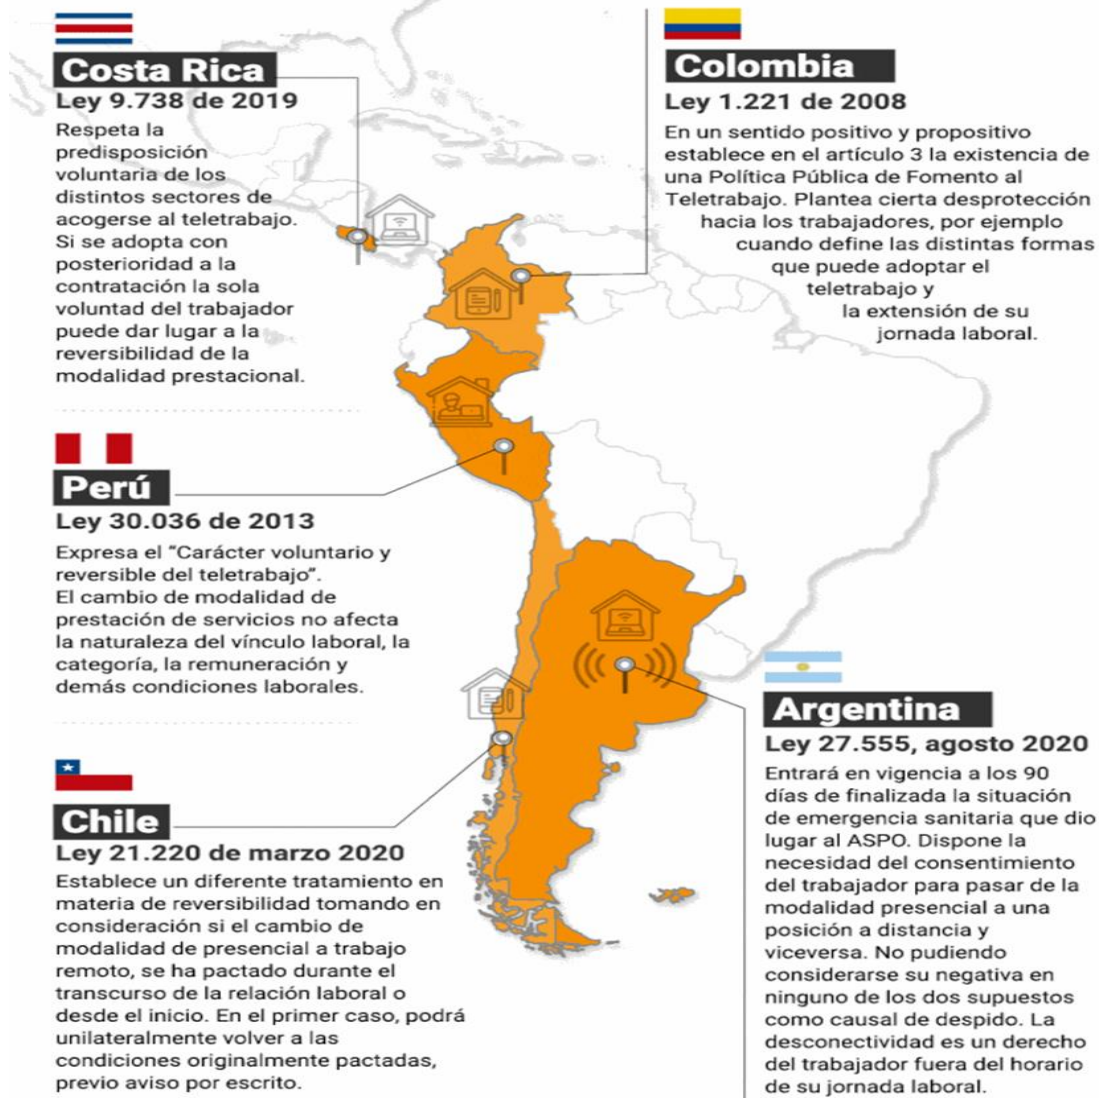 Costa Rica
Ley 9.738 de 2019
Respeta la
predisposición
voluntaria de los
distintos sectores de
acogerse al teletrabajo.
Si se adopta con
posterioridad a la
contratación la sola
voluntad del trabajador
puede dar lugar a la
reversibilidad de la
modalidad prestacional.
Colombia
Ley 1.221 de 2008
En un sentido positivo y propositivo
establece en el artículo 3 la existencia de
una Política Pública de Fomento al
Teletrabajo. Plantea cierta desprotección
hacia los trabajadores, por ejemplo
cuando define las distintas formas
que puede adoptar el
teletrabajo y
la extensión de su
jornada laboral.
Perú
Ley 30.036 de 2013
Expresa el “Carácter voluntario y
reversible del teletrabajo”.
El cambio de modalidad de
prestación de servicios no afecta
la naturaleza del vínculo laboral, la
categoría, la remuneración y
demás condiciones laborales.
Chile
Ley 21.220 de marzo 2020
Establece un diferente tratamiento en
materia de reversibilidad tomando en
consideración si el cambio de
modalidad de presencial a trabajo
remoto, se ha pactado durante el
transcurso de la relación laboral o
desde el inicio. En el primer caso, podrá
unilateralmente volver a las
condiciones originalmente pactadas,
previo aviso por escrito.
Argentina
Ley 27.555, agosto 2020
Entrará en vigencia a los 90
días de finalizada la situación
de emergencia sanitaria que dio
lugar al ASPO. Dispone la
necesidad del consentimiento
del trabajador para pasar de la
modalidad presencial a una
posición a distancia y
viceversa. No pudiendo
considerarse su negativa en
ninguno de los dos supuestos
como causal de despido. La
desconectividad es un derecho
del trabajador fuera del horario
de su jornada laboral.